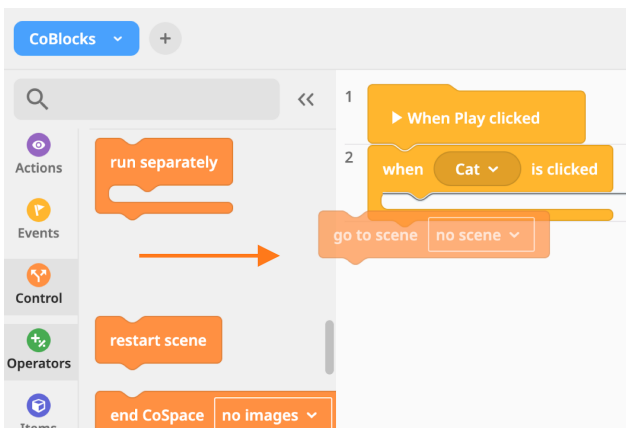 CoBlocks
+
1
When Play clicked
2
when Cat is clicked
run separately
go to scene no scene
restart scene
end CoSpace no images
Actions
Events
Control
Operators
Items